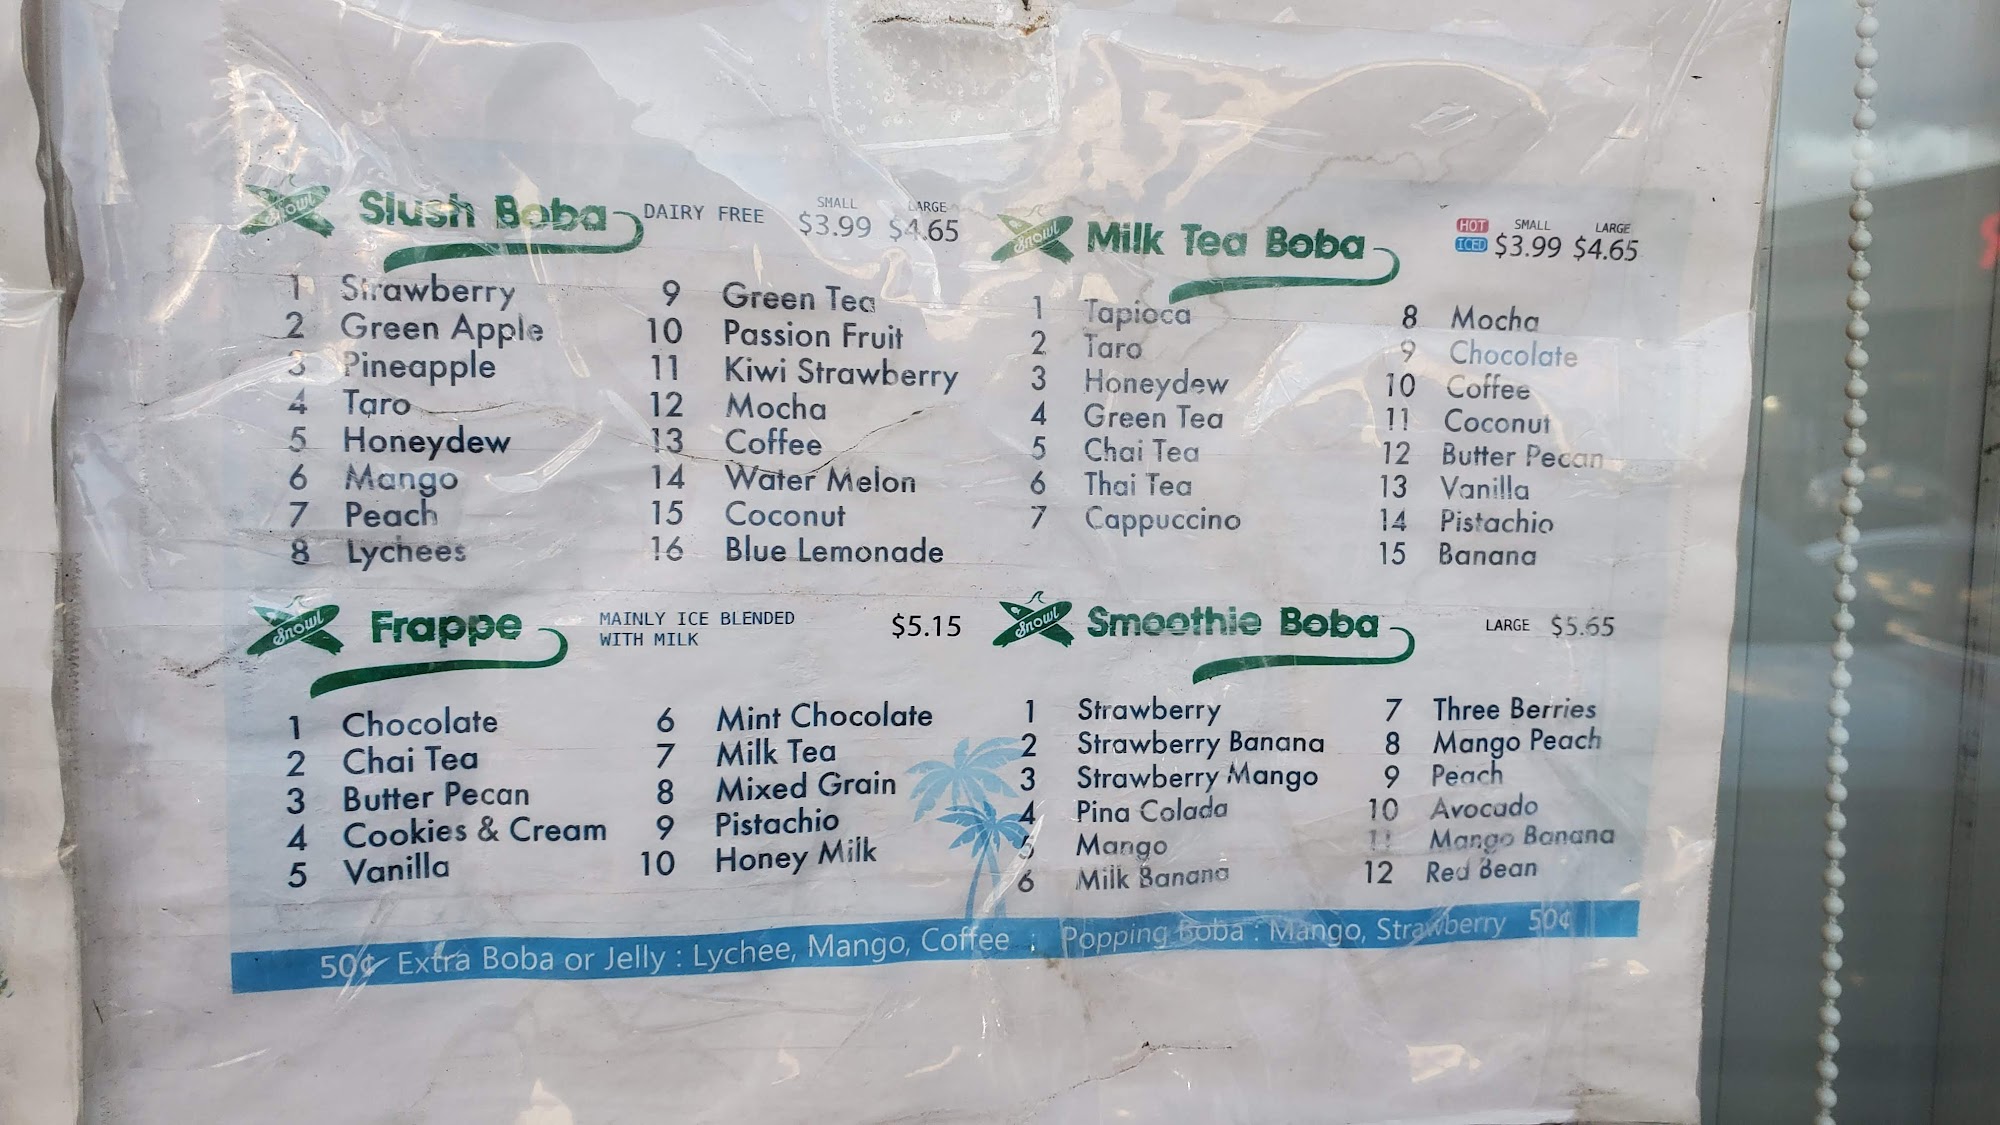 Snowl Slush Boba DAIRY FREE SMALL $3.99 LARGE $4.65
1 Strawberry
2 Green Apple
3 Pineapple
4 Taro
5 Honeydew
6 Mango
7 Peach
8 Lychees
9 Green Tea
10 Passion Fruit
11 Kiwi Strawberry
12 Mocha
13 Coffee
14 Water Melon
15 Coconut
16 Blue Lemonade
Snowl Milk Tea Boba HOT ICED SMALL $3.99 LARGE $4.65
1 Tapioca
2 Taro
3 Honeydew
4 Green Tea
5 Chai Tea
6 Thai Tea
7 Cappuccino
8 Mocha
9 Chocolate
10 Coffee
11 Coconut
12 Butter Pecan
13 Vanilla
14 Pistachio
15 Banana
Snowl Frappe MAINLY ICE BLENDED
WITH MILK $5.15
1 Chocolate
2 Chai Tea
3 Butter Pecan
4 Cookies & Cream
5 Vanilla
6 Mint Chocolate
7 Milk Tea
8 Mixed Grain
9 Pistachio
10 Honey Milk
Snowl Smoothie Boba LARGE $5.65
1 Strawberry
2 Strawberry Banana
3 Strawberry Mango
4 Pina Colada
5 Mango
6 Milk Banana
7 Three Berries
8 Mango Peach
9 Peach
10 Avocado
11 Mango Banana
12 Red Bean
50¢ Extra Boba or Jelly : Lychee, Mango, Coffee ; Popping Boba : Mango, Strawberry 50¢